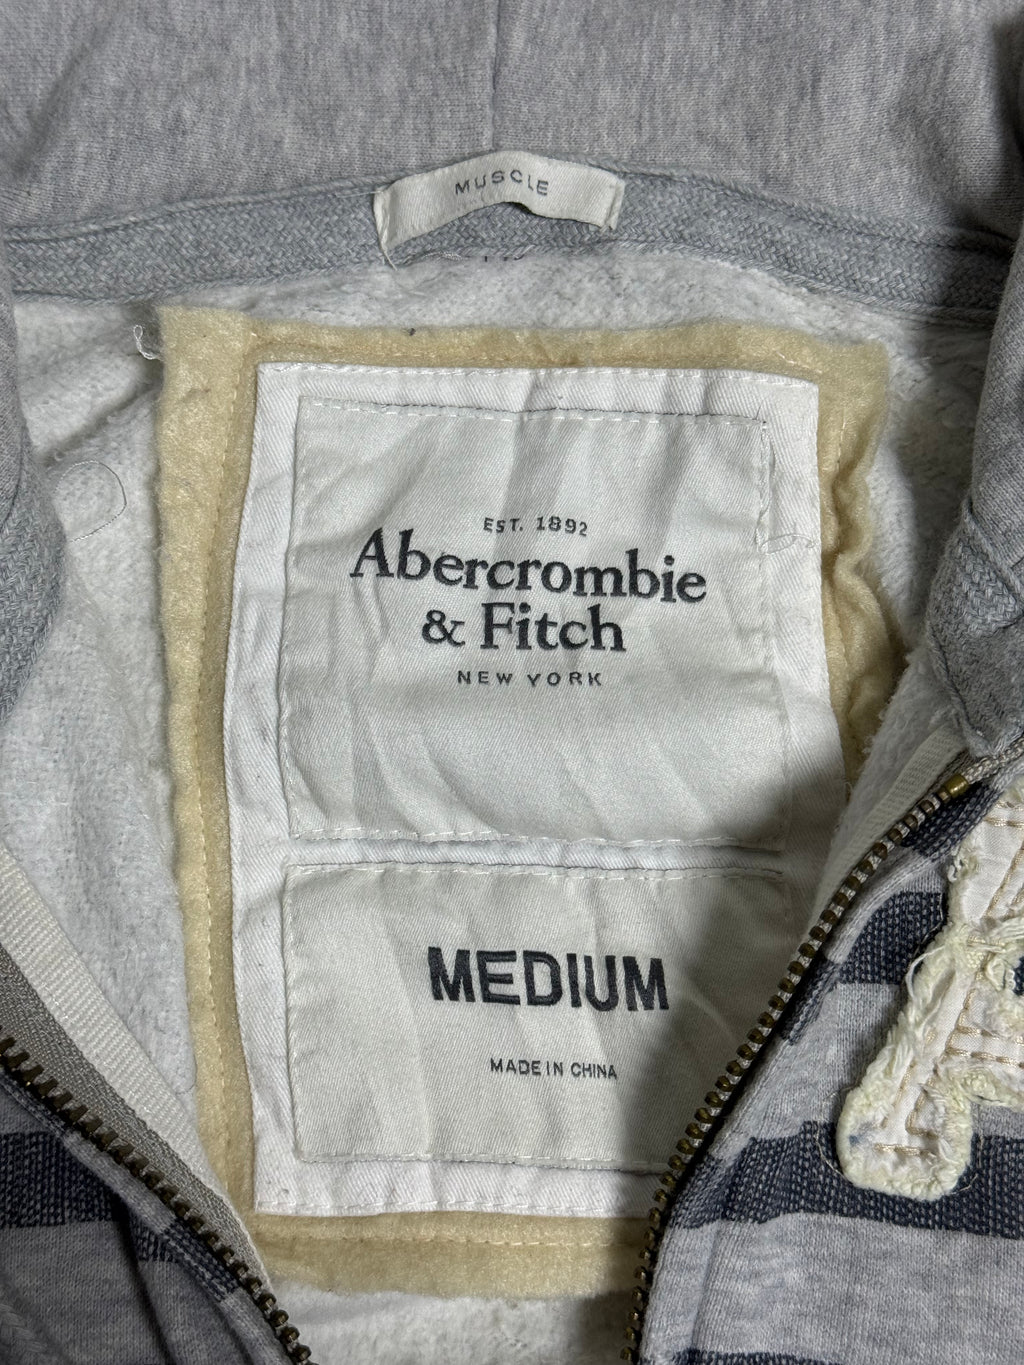 MUSCLE
EST. 1892
Abercrombie
& Fitch
NEW YORK
MEDIUM
MADE IN CHINA